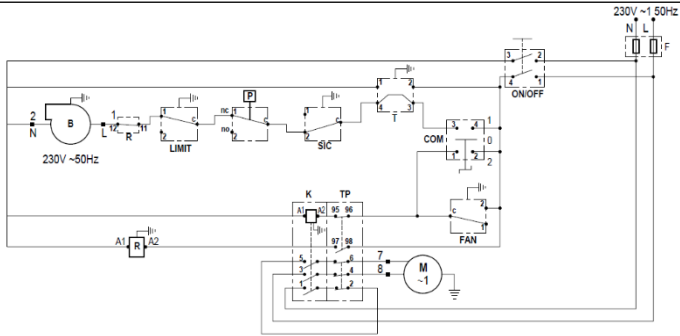 230V ~1 50Hz
N L
F
3 2
4 1
ON/OFF
1
2
P
1
2
N
B
L
1
12 11
R
1
c
2
LIMIT
nc
no
1
c
2
SIC
4 3
T
COM
3 4
1 2
1
0
2
230V ~50Hz
K TP
A1 A2 95 96
c
2
1
FAN
A1 R A2
97 98
5 6
3 4
1 2
7
8
M
~1